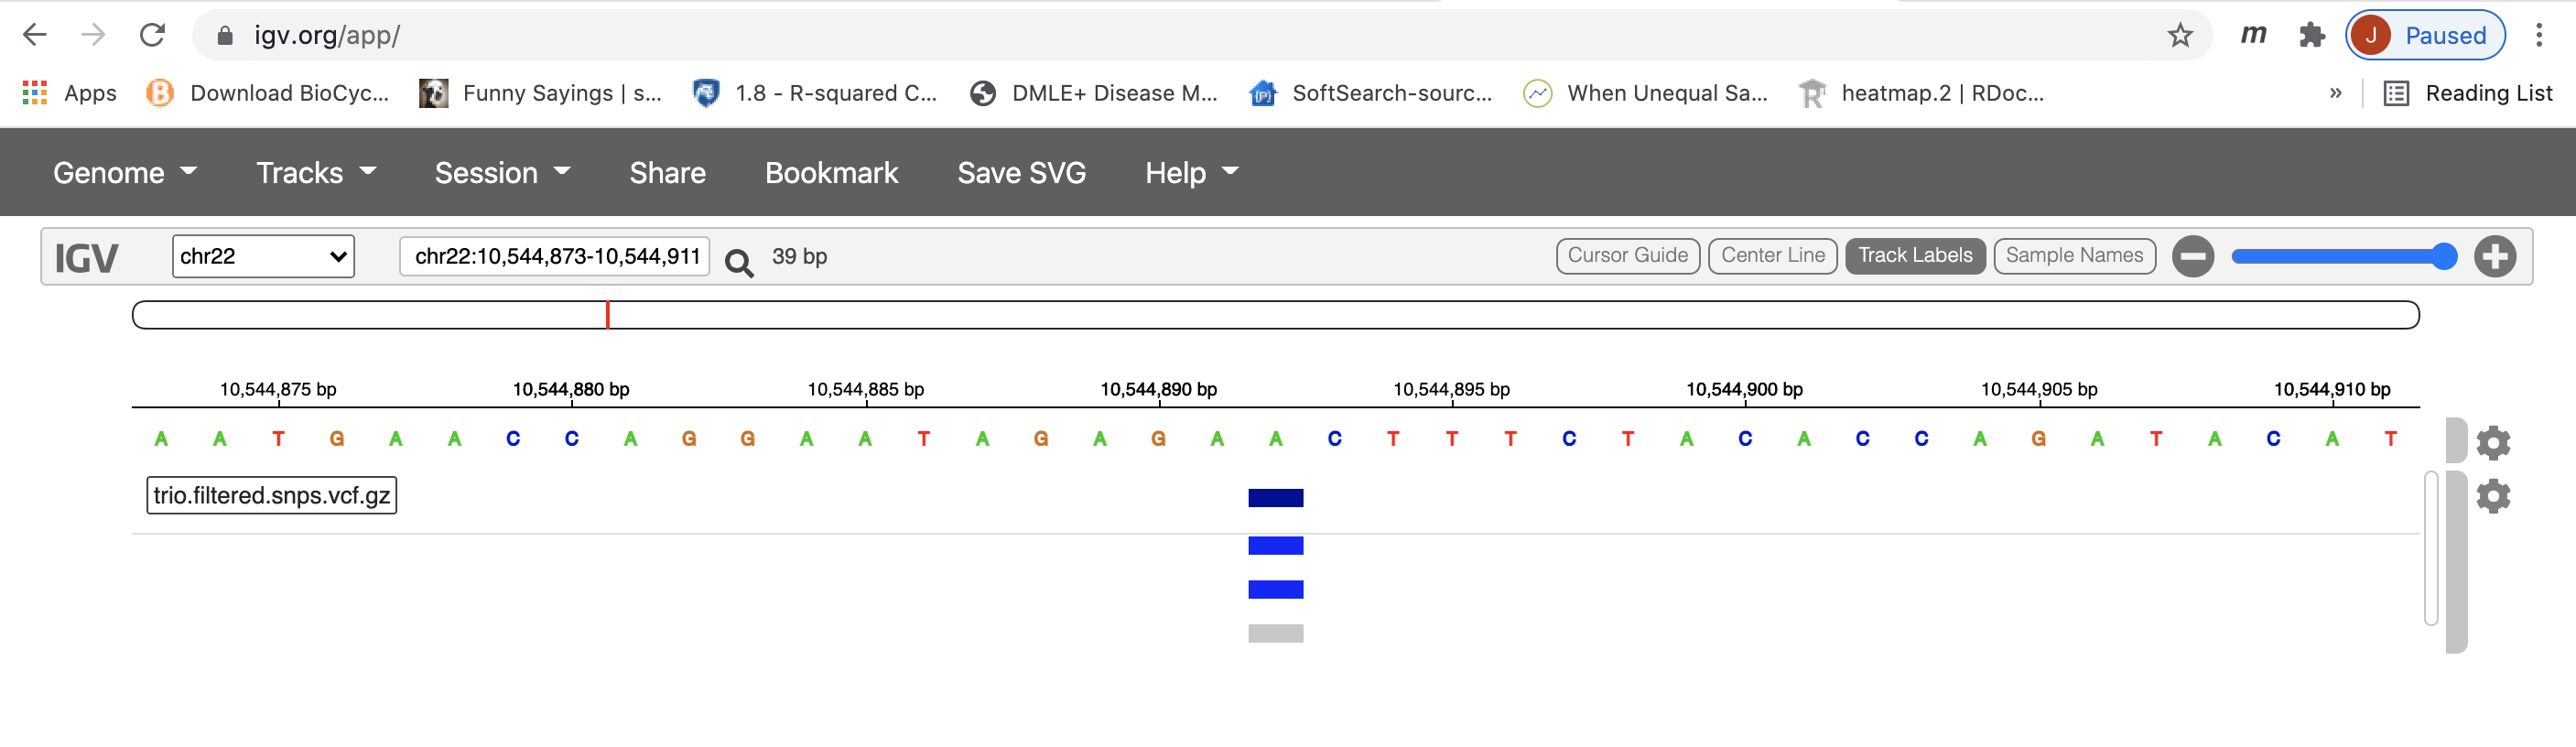 igv.org/app/
m
J Paused
Apps Download BioCyc... Funny Sayings | s... 1.8 - R-squared C... DMLE+ Disease M... SoftSearch-sourc... When Unequal Sa... heatmap.2 | RDoc... » Reading List
Genome Tracks Session Share Bookmark Save SVG Help
IGV chr22 chr22:10,544,873-10,544,911 39 bp Cursor Guide Center Line Track Labels Sample Names
10,544,875 bp 10,544,880 bp 10,544,885 bp 10,544,890 bp 10,544,895 bp 10,544,900 bp 10,544,905 bp 10,544,910 bp
A A T G A A C C A G G A A T A G A G A A C T T T C T A C A C C A G A T A C A T
trio.filtered.snps.vcf.gz